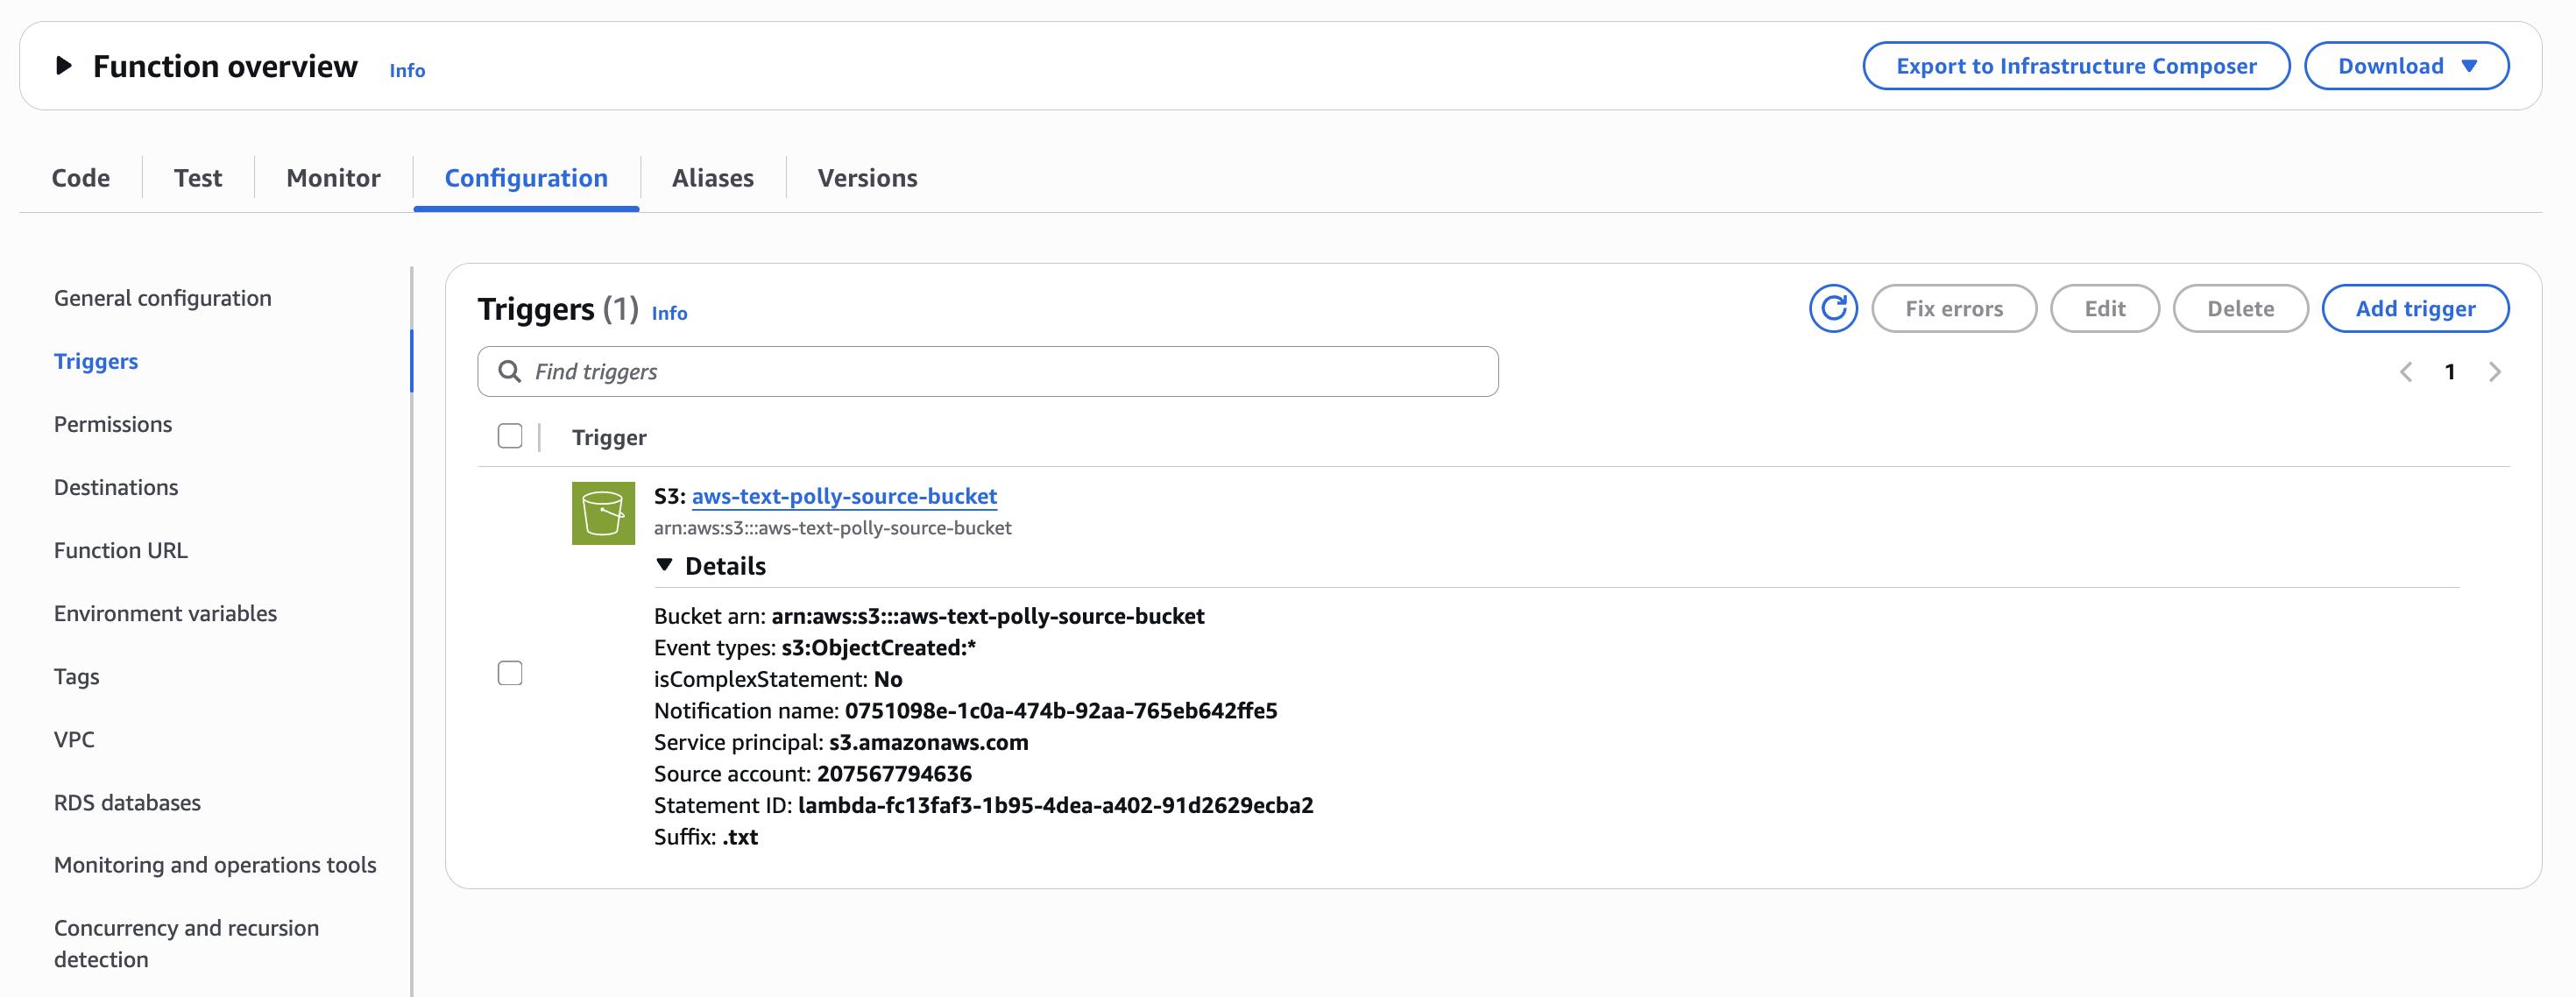 Function overview Info
Export to Infrastructure Composer
Download
Code
Test
Monitor
Configuration
Aliases
Versions
General configuration
Triggers
Permissions
Destinations
Function URL
Environment variables
Tags
VPC
RDS databases
Monitoring and operations tools
Concurrency and recursion
detection
Triggers (1) Info
Fix errors
Edit
Delete
Add trigger
Find triggers
1
Trigger
S3: aws-text-polly-source-bucket
arn:aws:s3:::aws-text-polly-source-bucket
Details
Bucket arn: arn:aws:s3:::aws-text-polly-source-bucket
Event types: s3:ObjectCreated:*
isComplexStatement: No
Notification name: 0751098e-1c0a-474b-92aa-765eb642ffe5
Service principal: s3.amazonaws.com
Source account: 207567794636
Statement ID: lambda-fc13faf3-1b95-4dea-a402-91d2629ecba2
Suffix: .txt